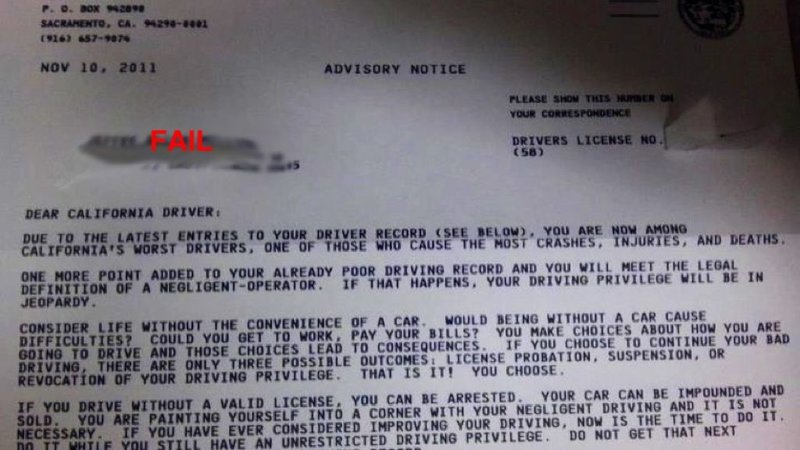 P. O. BOX 942890
SACRAMENTO, CA. 94290-0001
(916) 657-9074
NOV 10, 2011
ADVISORY NOTICE
PLEASE SHOW THIS NUMBER ON
YOUR CORRESPONDENCE
FAIL
DRIVERS LICENSE NO.
(58)
DEAR CALIFORNIA DRIVER:
DUE TO THE LATEST ENTRIES TO YOUR DRIVER RECORD (SEE BELOW), YOU ARE NOW AMONG
CALIFORNIA'S WORST DRIVERS, ONE OF THOSE WHO CAUSE THE MOST CRASHES, INJURIES, AND DEATHS.
ONE MORE POINT ADDED TO YOUR ALREADY POOR DRIVING RECORD AND YOU WILL MEET THE LEGAL
DEFINITION OF A NEGLIGENT-OPERATOR. IF THAT HAPPENS, YOUR DRIVING PRIVILEGE WILL BE IN
JEOPARDY.
CONSIDER LIFE WITHOUT THE CONVENIENCE OF A CAR. WOULD BEING WITHOUT A CAR CAUSE
DIFFICULTIES? COULD YOU GET TO WORK, PAY YOUR BILLS? YOU MAKE CHOICES ABOUT HOW YOU ARE
GOING TO DRIVE AND THOSE CHOICES LEAD TO CONSEQUENCES. IF YOU CHOOSE TO CONTINUE YOUR BAD
DRIVING, THERE ARE ONLY THREE POSSIBLE OUTCOMES: LICENSE PROBATION, SUSPENSION, OR
REVOCATION OF YOUR DRIVING PRIVILEGE. THAT IS IT! YOU CHOOSE.
IF YOU DRIVE WITHOUT A VALID LICENSE, YOU CAN BE ARRESTED. YOUR CAR CAN BE IMPOUNDED AND
SOLD. YOU ARE PAINTING YOURSELF INTO A CORNER WITH YOUR NEGLIGENT DRIVING AND IT IS NOT
NECESSARY. IF YOU HAVE EVER CONSIDERED IMPROVING YOUR DRIVING, NOW IS THE TIME TO DO IT.
DO IT WHILE YOU STILL HAVE AN UNRESTRICTED DRIVING PRIVILEGE. DO NOT GET THAT NEXT